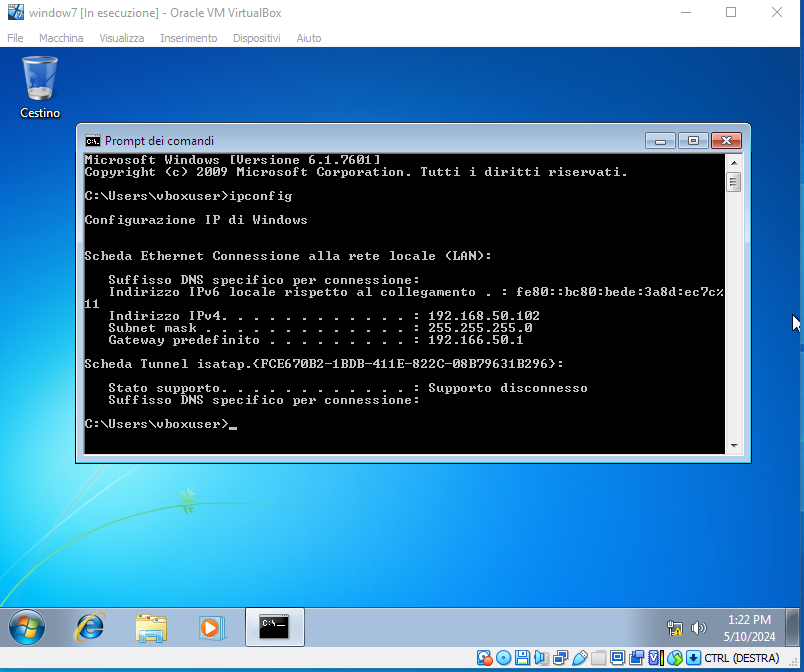 window7 [In esecuzione] - Oracle VM VirtualBox
File Macchina Visualizza Inserimento Dispositivi Aiuto
Cestino
Prompt dei comandi
Microsoft Windows [Versione 6.1.7601]
Copyright (c) 2009 Microsoft Corporation. Tutti i diritti riservati.
C:\Users\vboxuser>ipconfig
Configurazione IP di Windows
Scheda Ethernet Connessione alla rete locale (LAN):
Suffisso DNS specifico per connessione:
Indirizzo IPv6 locale rispetto al collegamento . : fe80::bc80:bede:3a8d:ec7c%
11
Indirizzo IPv4. . . . . . . . . . . . : 192.168.50.102
Subnet mask . . . . . . . . . . . . . : 255.255.255.0
Gateway predefinito . . . . . . . . . : 192.166.50.1
Scheda Tunnel isatap.{FCE670B2-1BDB-411E-822C-08B79631B296}:
Stato supporto. . . . . . . . . . . . : Supporto disconnesso
Suffisso DNS specifico per connessione:
C:\Users\vboxuser>_
C:\_
1:22 PM
5/10/2024
CTRL (DESTRA)